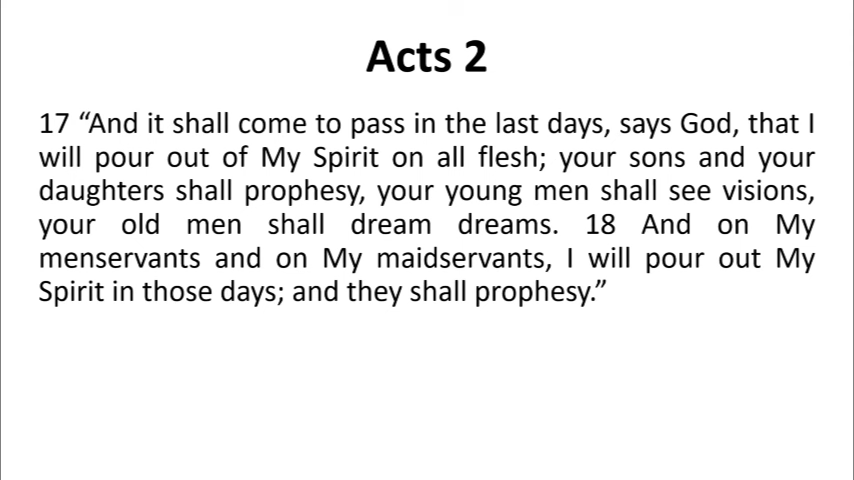 Acts 2
17 “And it shall come to pass in the last days, says God, that I
will pour out of My Spirit on all flesh; your sons and your
daughters shall prophesy, your young men shall see visions,
your old men shall dream dreams. 18 And on My
menservants and on My maidservants, I will pour out My
Spirit in those days; and they shall prophesy.”